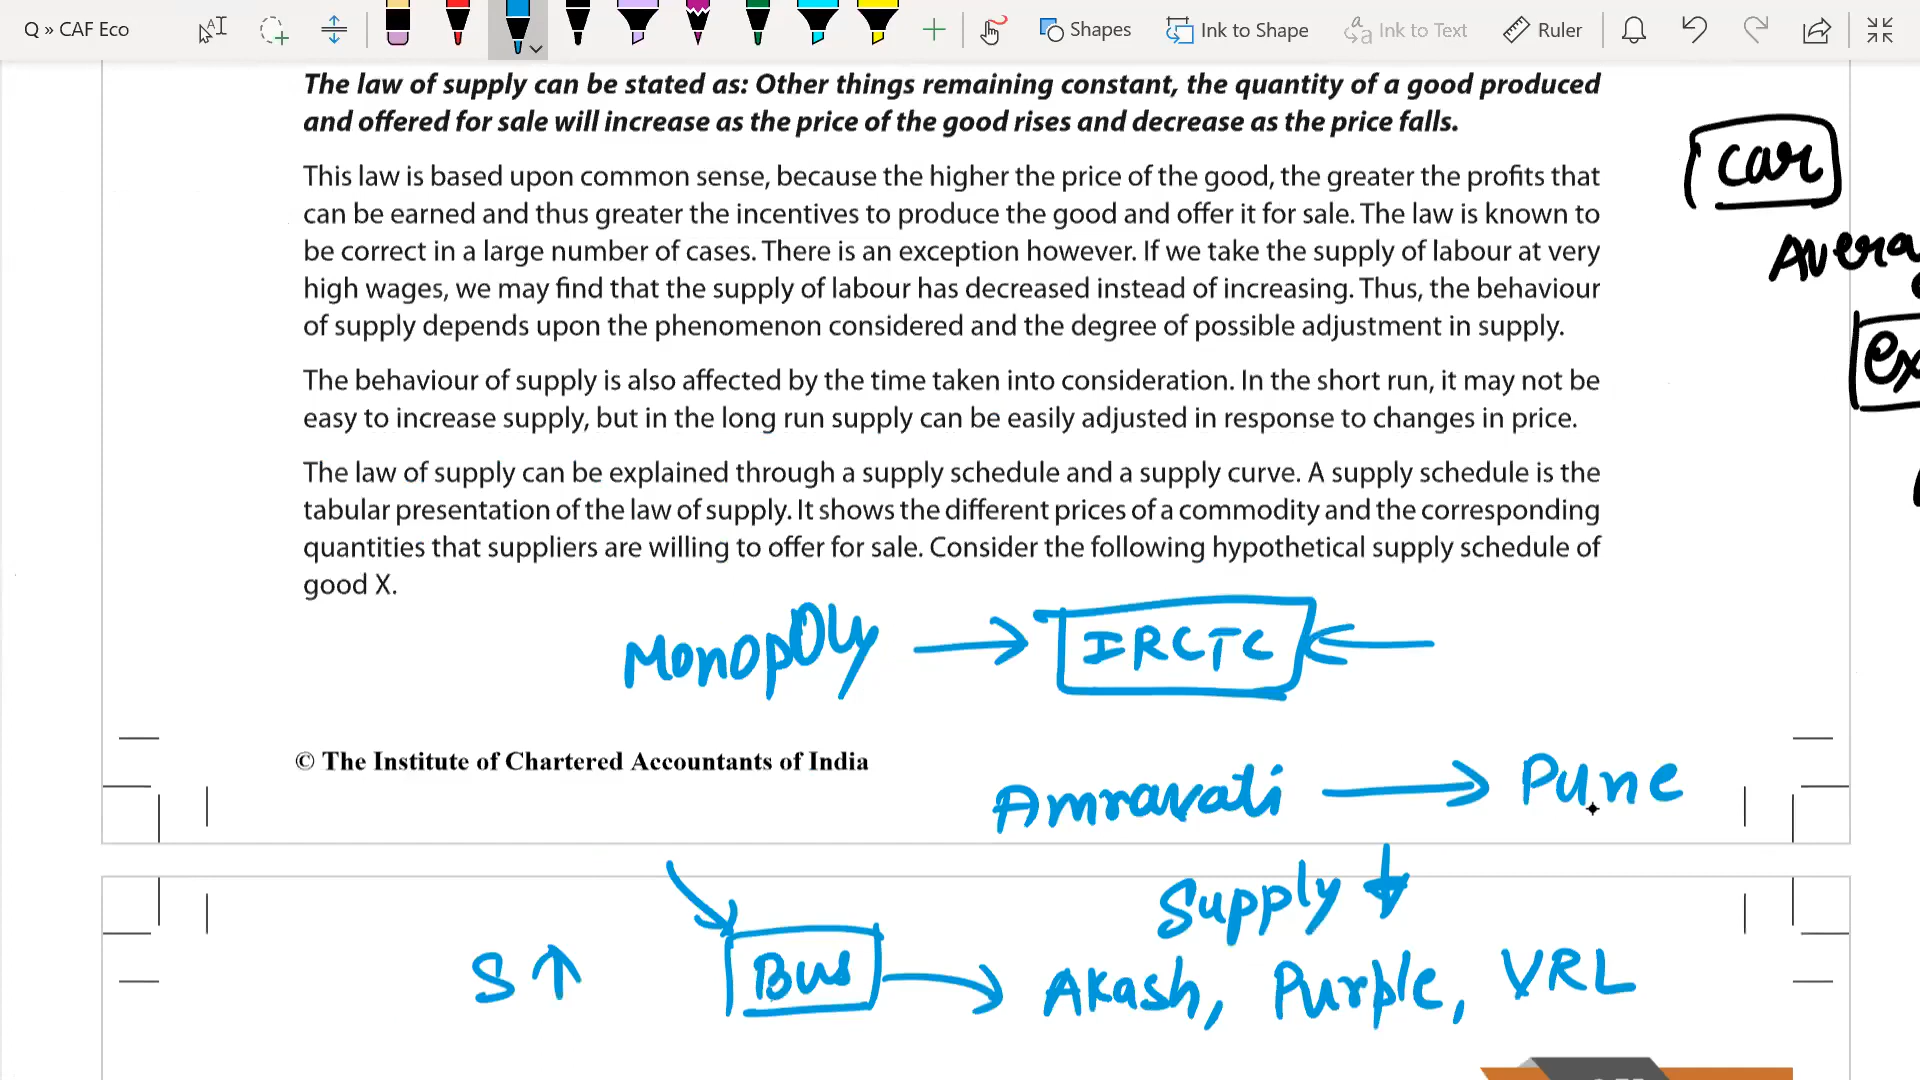 Q » CAF Eco
Shapes
Ink to Shape
Ink to Text
Ruler
The law of supply can be stated as: Other things remaining constant, the quantity of a good produced
and offered for sale will increase as the price of the good rises and decrease as the price falls.
This law is based upon common sense, because the higher the price of the good, the greater the profits that
can be earned and thus greater the incentives to produce the good and offer it for sale. The law is known to
be correct in a large number of cases. There is an exception however. If we take the supply of labour at very
high wages, we may find that the supply of labour has decreased instead of increasing. Thus, the behaviour
of supply depends upon the phenomenon considered and the degree of possible adjustment in supply.
The behaviour of supply is also affected by the time taken into consideration. In the short run, it may not be
easy to increase supply, but in the long run supply can be easily adjusted in response to changes in price.
The law of supply can be explained through a supply schedule and a supply curve. A supply schedule is the
tabular presentation of the law of supply. It shows the different prices of a commodity and the corresponding
quantities that suppliers are willing to offer for sale. Consider the following hypothetical supply schedule of
good X.
car
Monopoly → IRCTC ←
© The Institute of Chartered Accountants of India
Amravati → Pune
Supply ↓
S ↑ Bus → Akash, Purple, VRL